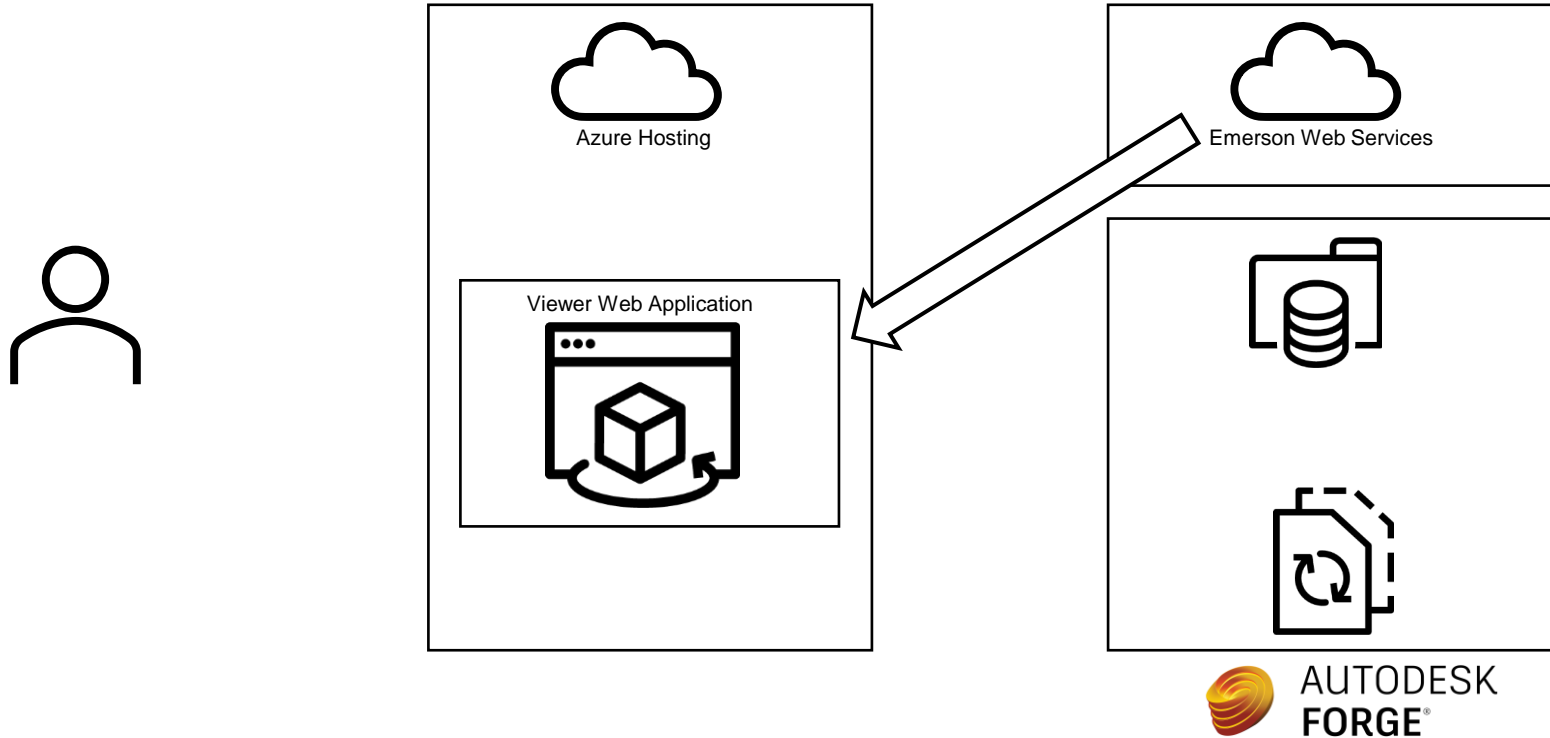 Azure Hosting
Emerson Web Services
Viewer Web Application
AUTODESK
FORGE®